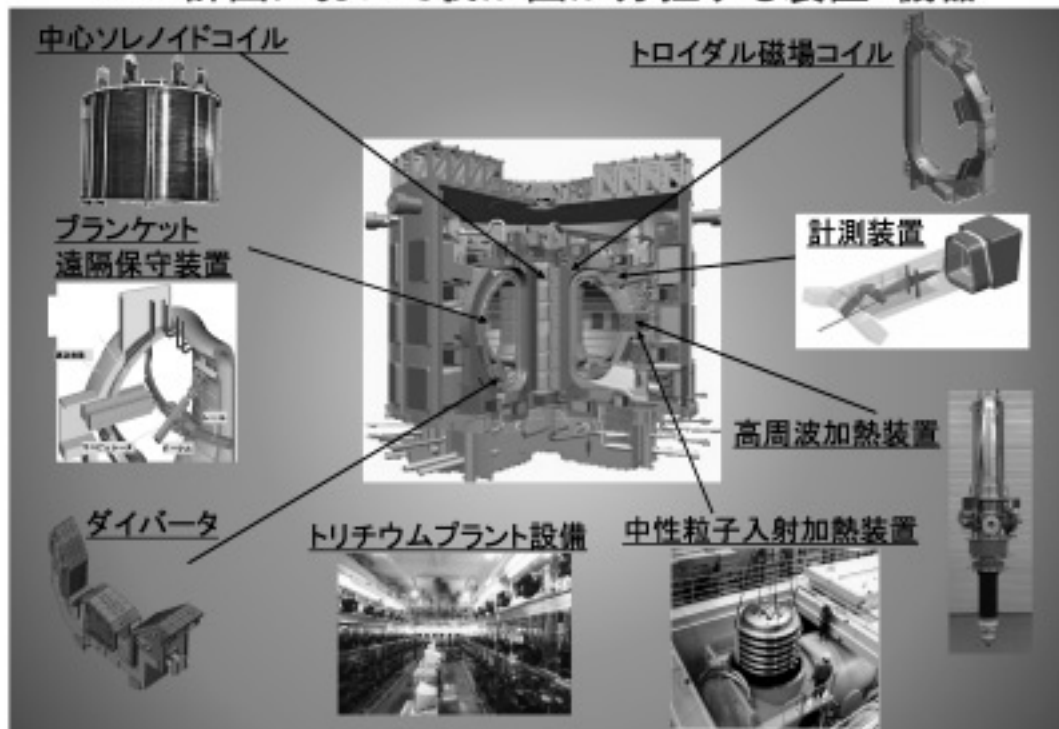 中心ソレノイドコイル
トロイダル磁場コイル
ブランケット
遠隔保守装置
計測装置
高周波加熱装置
ダイバータ
トリチウムプラント設備
中性粒子入射加熱装置